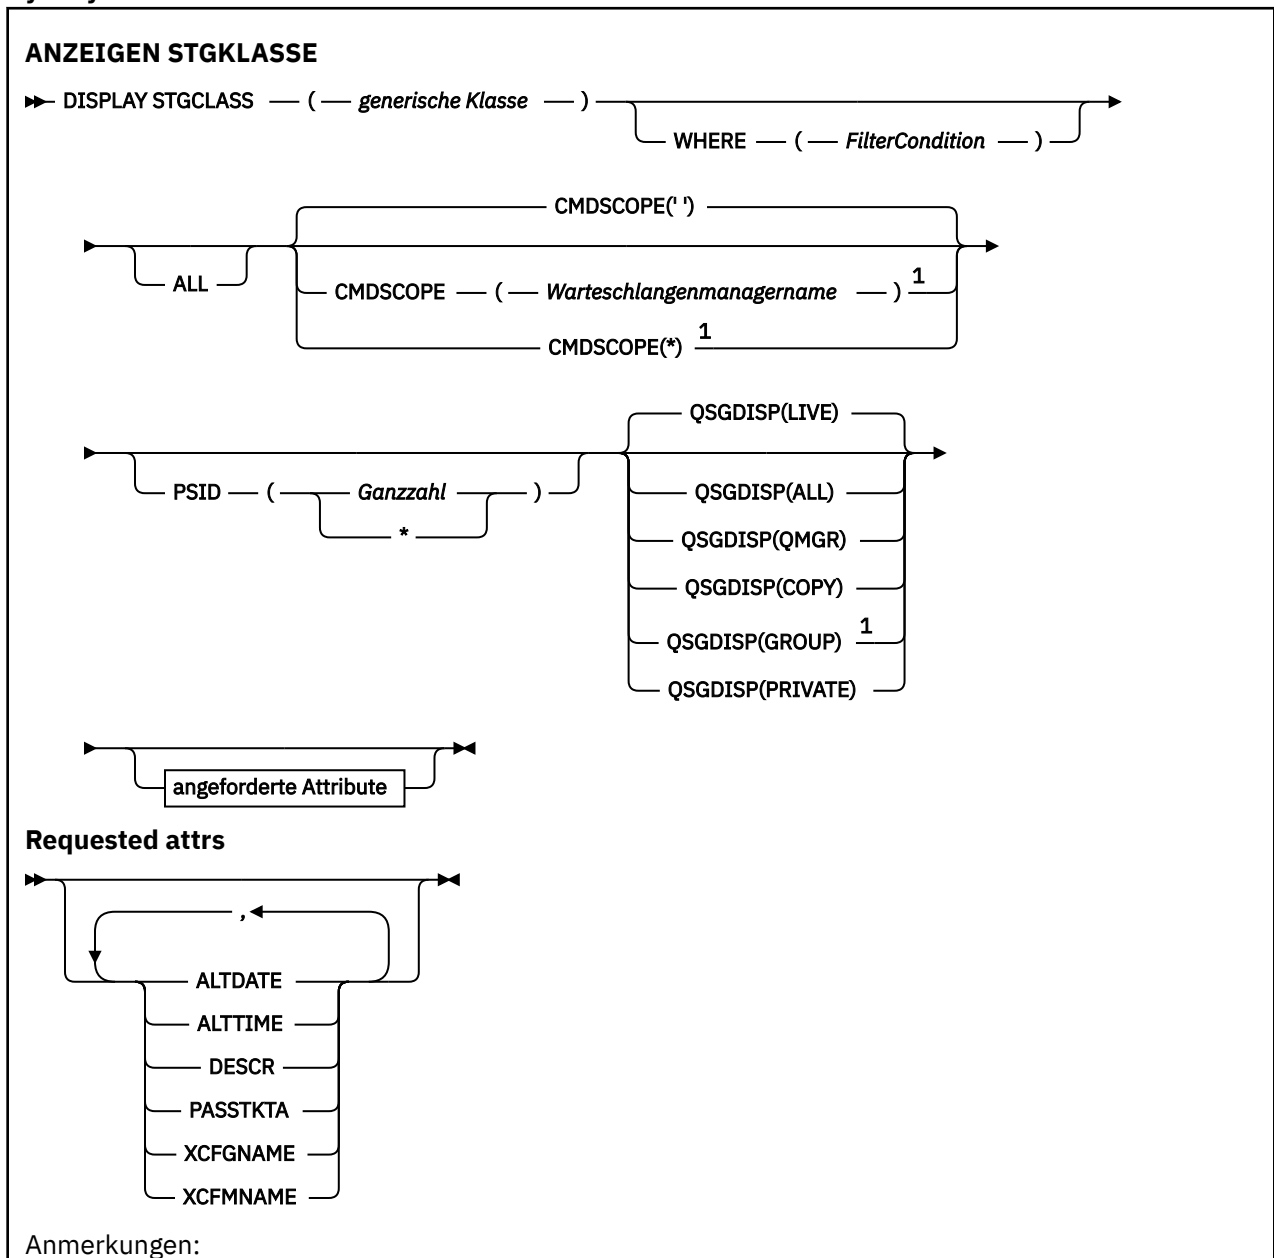 ANZEIGEN STGKLASSE
DISPLAY STGCLASS ( generische Klasse )
WHERE ( FilterCondition )
CMDSCOPE(' ')
ALL
CMDSCOPE ( Warteschlangenmanagername ) 1
CMDSCOPE(*) 1
QSGDISP(LIVE)
PSID ( Ganzzahl )
*
QSGDISP(ALL)
QSGDISP(QMGR)
QSGDISP(COPY)
QSGDISP(GROUP) 1
QSGDISP(PRIVATE)
angeforderte Attribute
Requested attrs
,
ALTDATE
ALTTIME
DESCR
PASSTKTA
XCFGNAME
XCFMNAME
Anmerkungen: